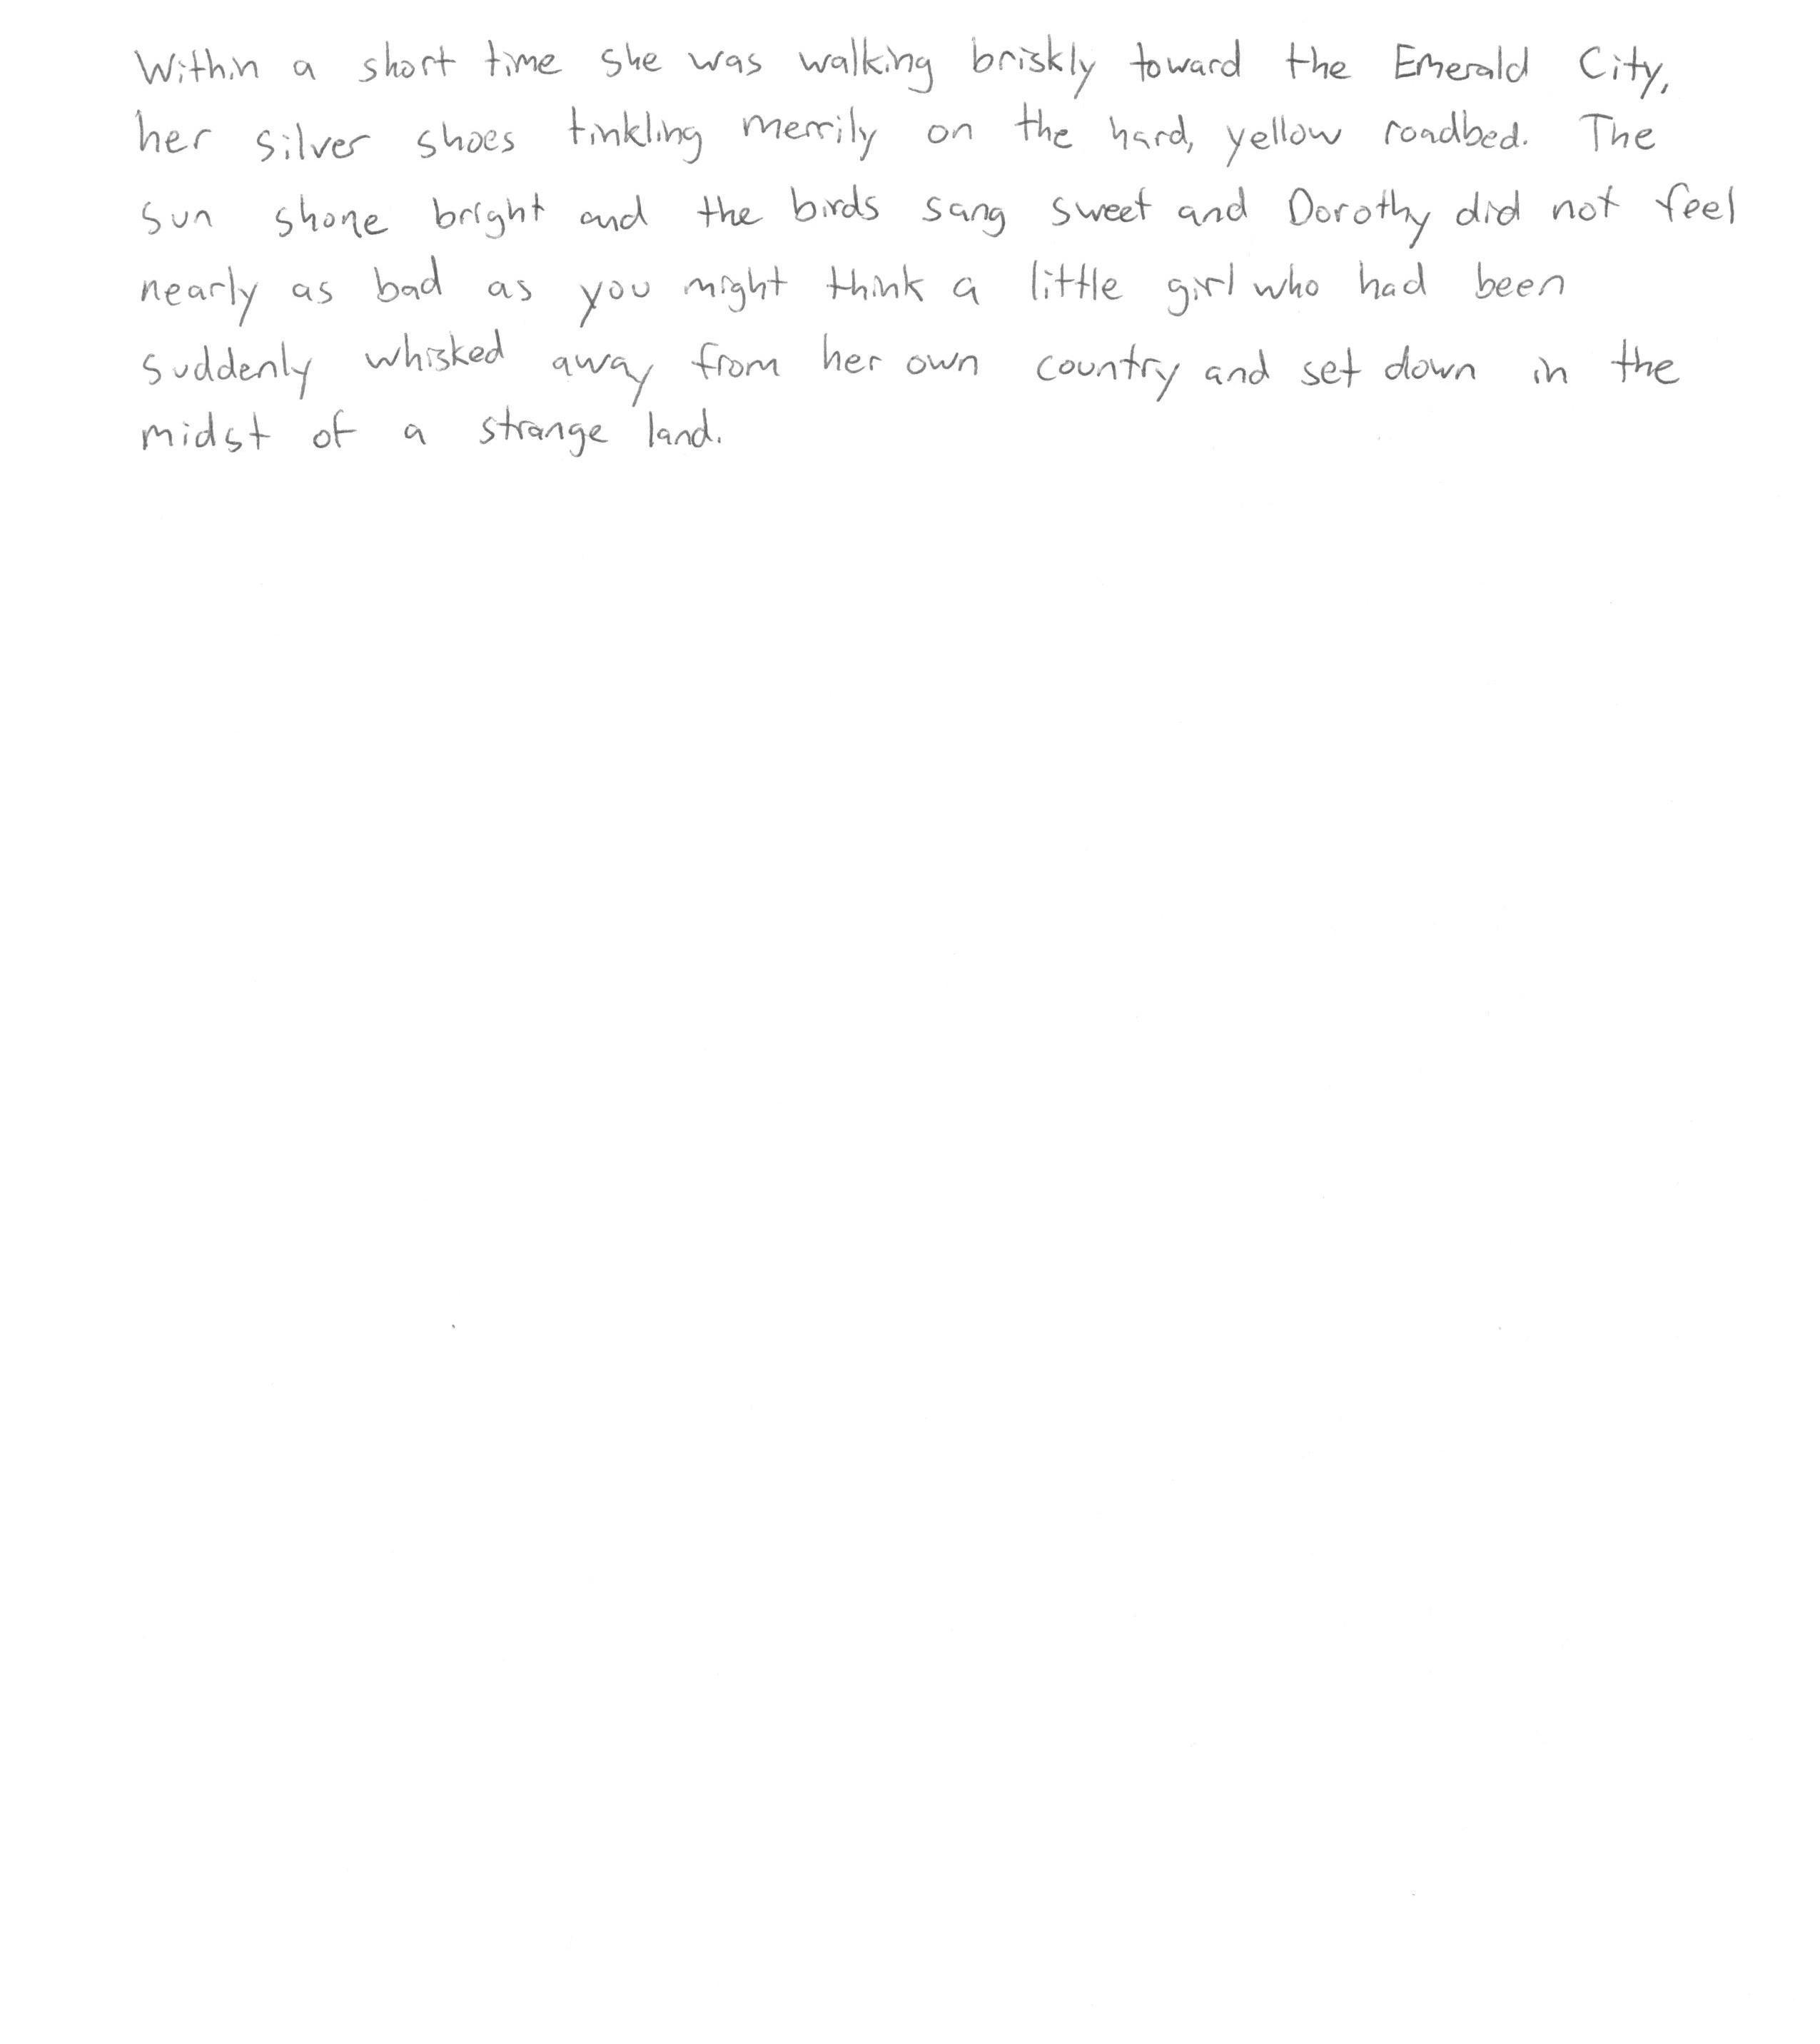 Within a short time she was walking briskly toward the Emerald City,
her silver shoes tinkling merrily on the hard, yellow roadbed. The
sun shone bright and the birds sang sweet and Dorothy did not feel
nearly as bad as you might think a little girl who had been
suddenly whisked away from her own country and set down in the
midst of a strange land.